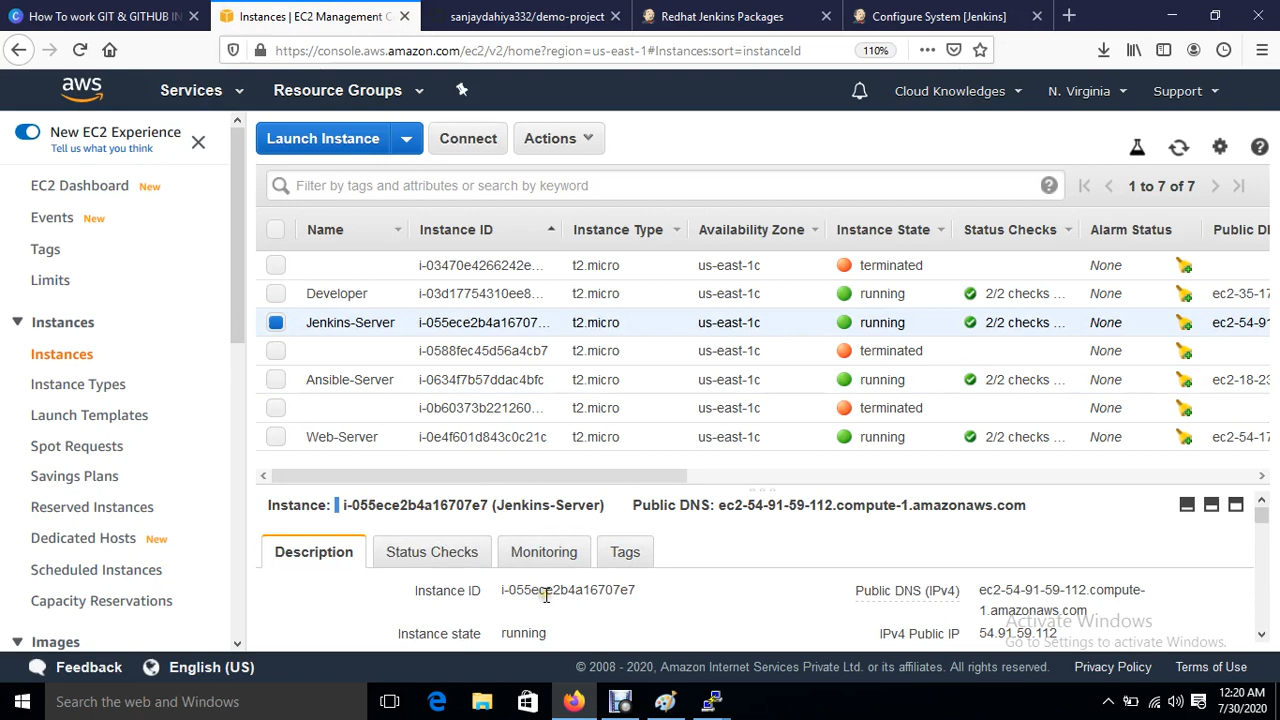 How To work GIT & GITHUB IN
Instances | EC2 Management C
sanjaydahiya332/demo-project
Redhat Jenkins Packages
Configure System [Jenkins]
https://console.aws.amazon.com/ec2/v2/home?region=us-east-1#Instances:sort=instanceId
110%
aws
Services
Resource Groups
Cloud Knowledges
N. Virginia
Support
New EC2 Experience
Tell us what you think
EC2 Dashboard New
Events New
Tags
Limits
Instances
Instances
Instance Types
Launch Templates
Spot Requests
Savings Plans
Reserved Instances
Dedicated Hosts New
Scheduled Instances
Capacity Reservations
Images
Launch Instance
Connect
Actions
Filter by tags and attributes or search by keyword
1 to 7 of 7
Name Instance ID Instance Type Availability Zone Instance State Status Checks Alarm Status Public DI
i-03470e4266242e... t2.micro us-east-1c terminated None
Developer i-03d17754310ee8... t2.micro us-east-1c running 2/2 checks ... None ec2-35-17
Jenkins-Server i-055ece2b4a16707... t2.micro us-east-1c running 2/2 checks ... None ec2-54-91
i-0588fec45d56a4cb7 t2.micro us-east-1c terminated None
Ansible-Server i-0634f7b57ddac4bfc t2.micro us-east-1c running 2/2 checks ... None ec2-18-23
i-0b60373b221260... t2.micro us-east-1c terminated None
Web-Server i-0e4f601d843c0c21c t2.micro us-east-1c running 2/2 checks ... None ec2-54-17
Instance: i-055ece2b4a16707e7 (Jenkins-Server) Public DNS: ec2-54-91-59-112.compute-1.amazonaws.com
Description
Status Checks
Monitoring
Tags
Instance ID i-055ece2b4a16707e7
Public DNS (IPv4) ec2-54-91-59-112.compute-
1.amazonaws.com
Instance state running
IPv4 Public IP 54.91.59.112
Activate Windows
Go to Settings to activate Windows.
Feedback
English (US)
© 2008 - 2020, Amazon Internet Services Private Ltd. or its affiliates. All rights reserved.
Privacy Policy
Terms of Use
Search the web and Windows
12:20 AM
7/30/2020